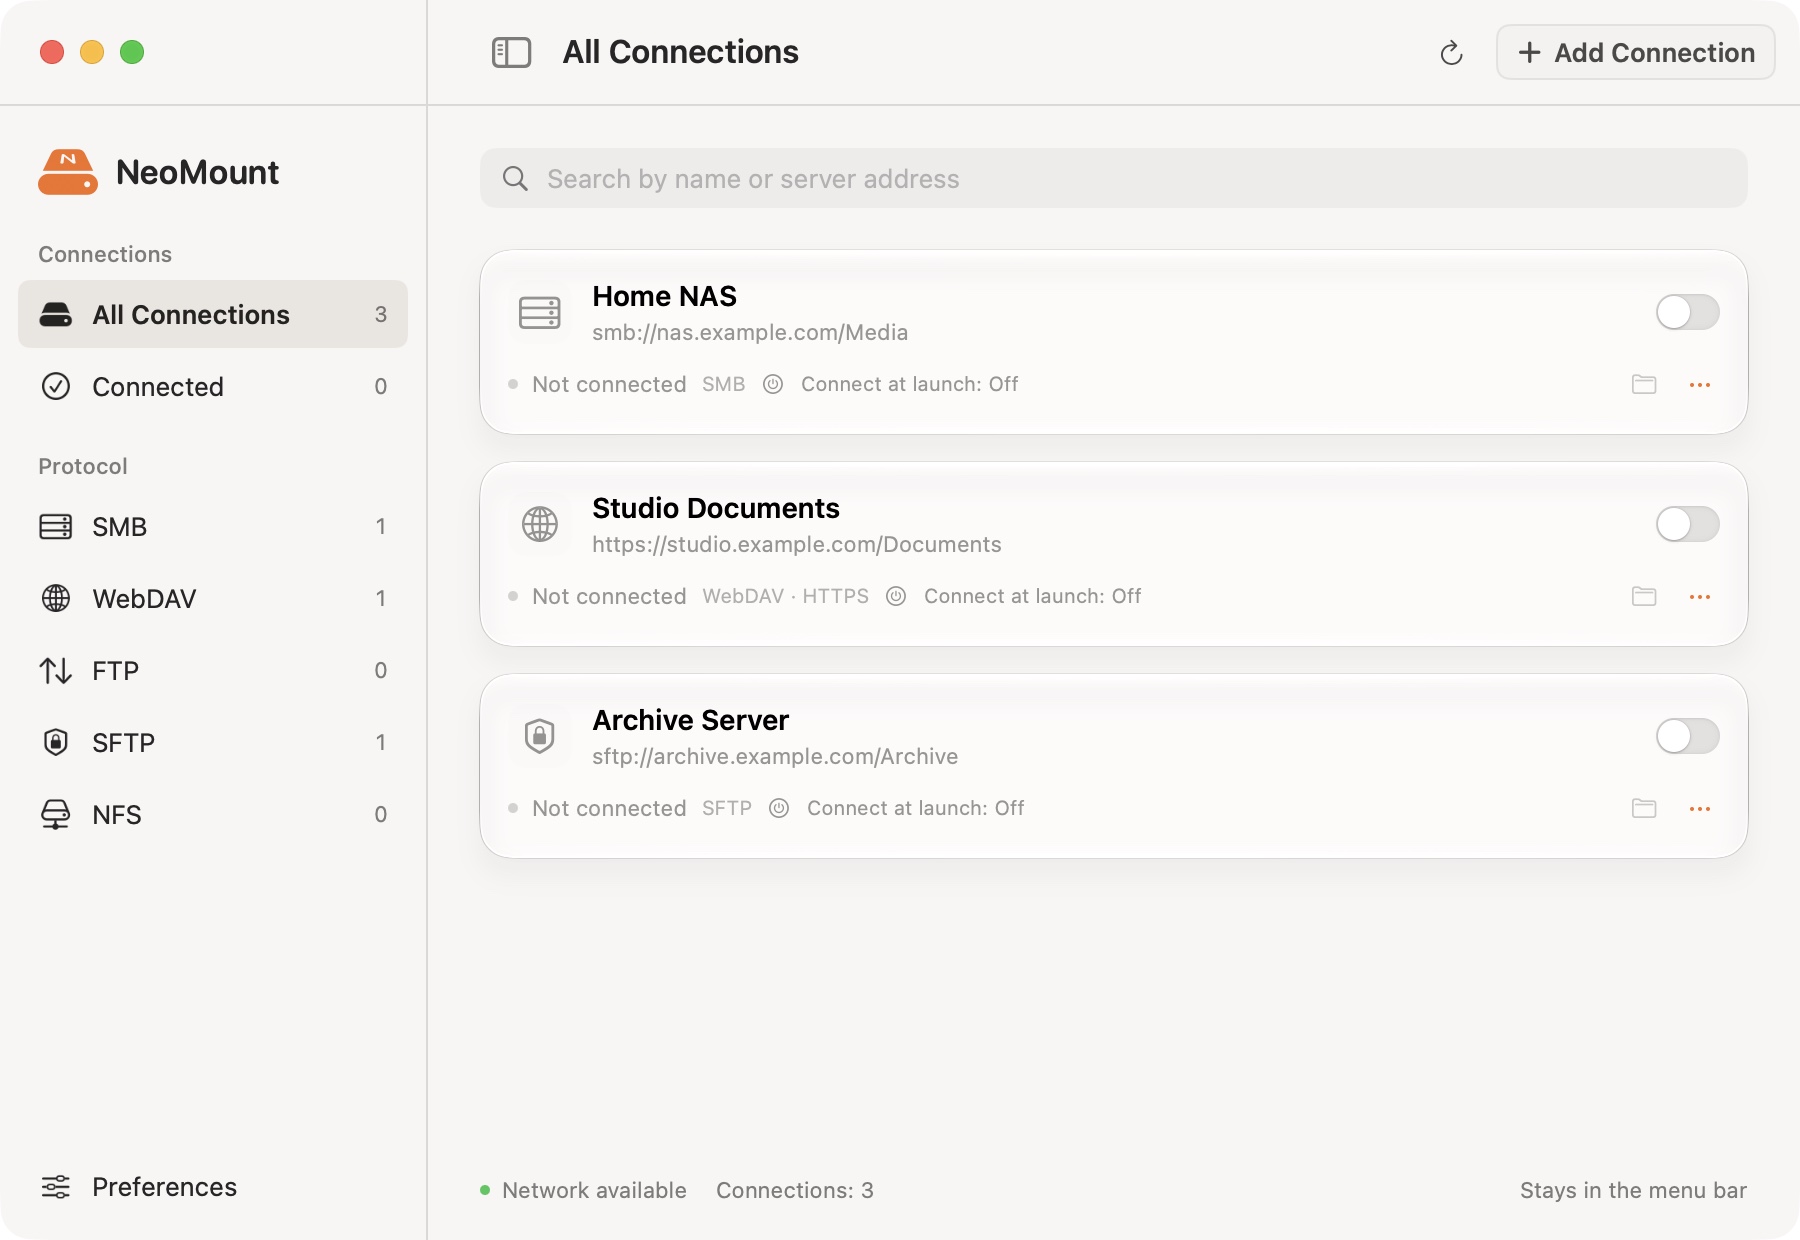 All Connections
+ Add Connection
NeoMount
Connections
All Connections 3
Connected 0
Protocol
SMB 1
WebDAV 1
FTP 0
SFTP 1
NFS 0
Preferences
Search by name or server address
Home NAS
smb://nas.example.com/Media
Not connected SMB Connect at launch: Off
Studio Documents
https://studio.example.com/Documents
Not connected WebDAV · HTTPS Connect at launch: Off
Archive Server
sftp://archive.example.com/Archive
Not connected SFTP Connect at launch: Off
Network available Connections: 3
Stays in the menu bar